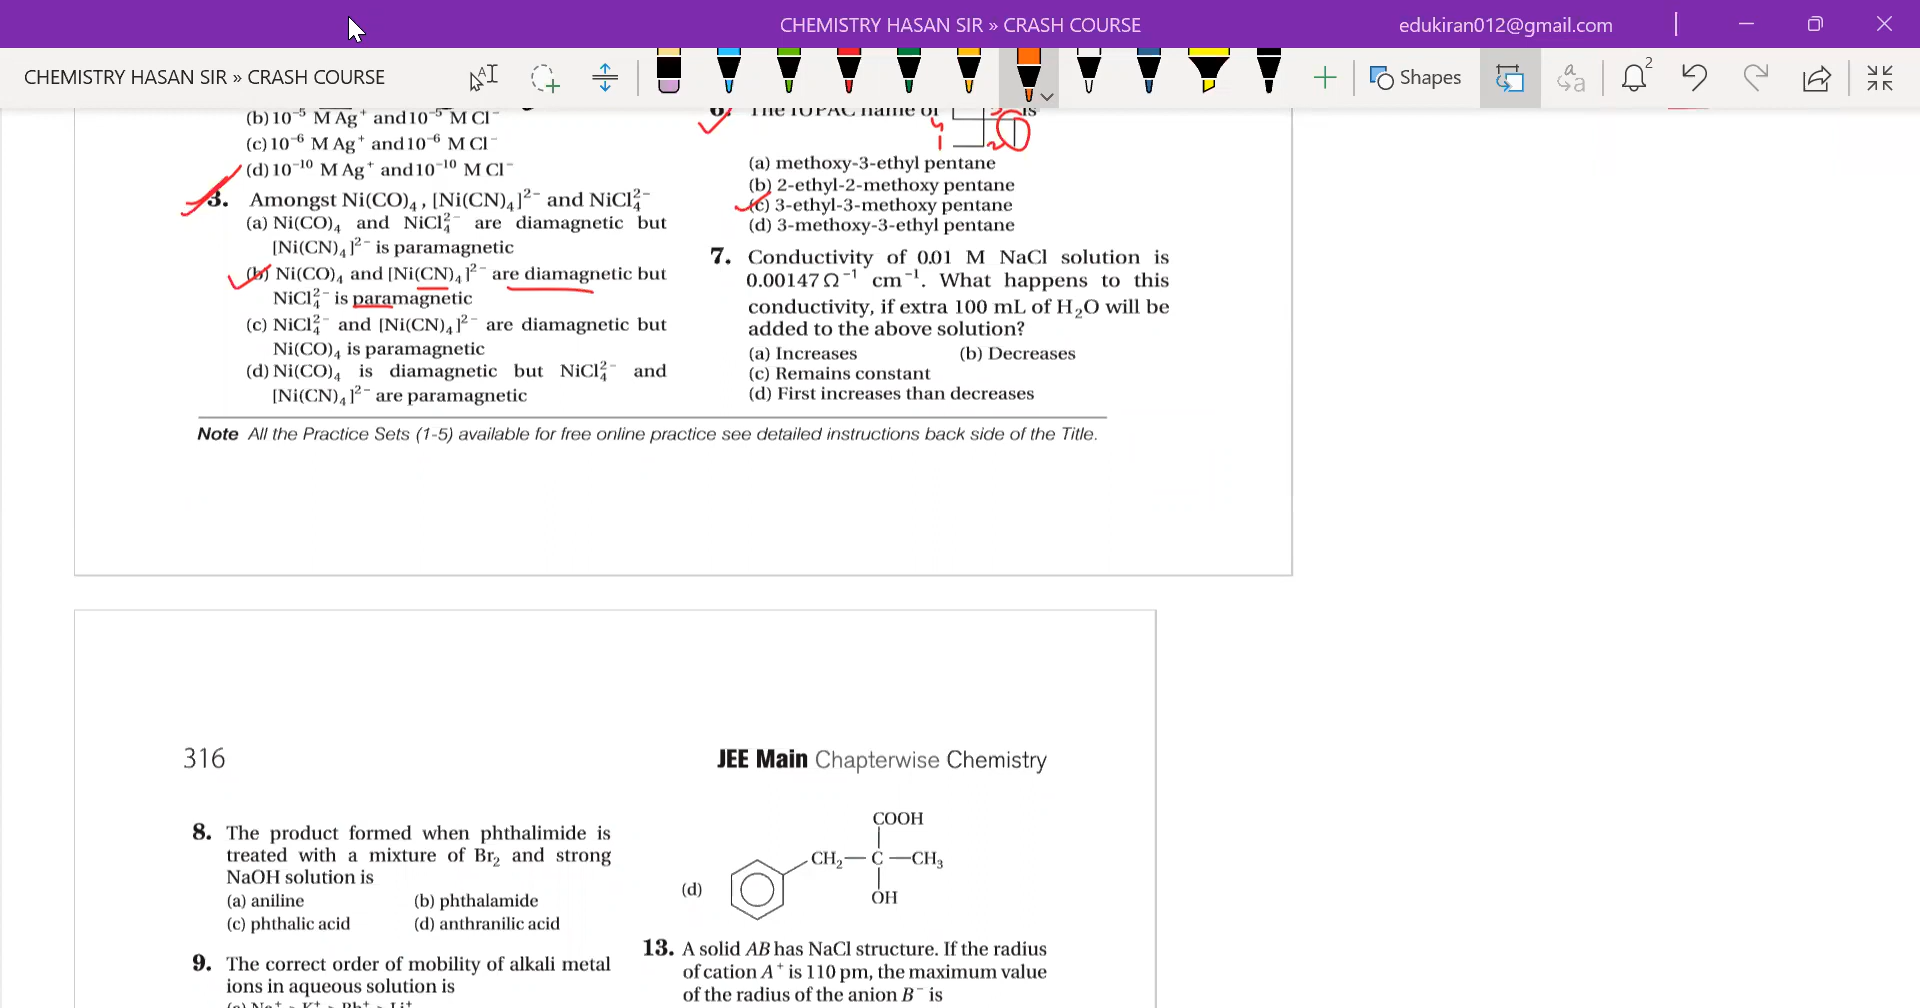 CHEMISTRY HASAN SIR » CRASH COURSE
edukiran012@gmail.com
CHEMISTRY HASAN SIR » CRASH COURSE
Shapes
2
(b) 10⁻⁵ M Ag⁺ and 10⁻⁵ M Cl⁻
(c) 10⁻⁶ M Ag⁺ and 10⁻⁶ M Cl⁻
(d) 10⁻¹⁰ M Ag⁺ and 10⁻¹⁰ M Cl⁻
3. Amongst Ni(CO)₄, [Ni(CN)₄]²⁻ and NiCl₄²⁻
(a) Ni(CO)₄ and NiCl₄²⁻ are diamagnetic but
[Ni(CN)₄]²⁻ is paramagnetic
(b) Ni(CO)₄ and [Ni(CN)₄]²⁻ are diamagnetic but
NiCl₄²⁻ is paramagnetic
(c) NiCl₄²⁻ and [Ni(CN)₄]²⁻ are diamagnetic but
Ni(CO)₄ is paramagnetic
(d) Ni(CO)₄ is diamagnetic but NiCl₄²⁻ and
[Ni(CN)₄]²⁻ are paramagnetic
6. The IUPAC name of is
(a) methoxy-3-ethyl pentane
(b) 2-ethyl-2-methoxy pentane
(c) 3-ethyl-3-methoxy pentane
(d) 3-methoxy-3-ethyl pentane
7. Conductivity of 0.01 M NaCl solution is
0.00147 Ω⁻¹ cm⁻¹. What happens to this
conductivity, if extra 100 mL of H₂O will be
added to the above solution?
(a) Increases (b) Decreases
(c) Remains constant
(d) First increases than decreases
Note All the Practice Sets (1-5) available for free online practice see detailed instructions back side of the Title.
316
JEE Main Chapterwise Chemistry
8. The product formed when phthalimide is
treated with a mixture of Br₂ and strong
NaOH solution is
(a) aniline (b) phthalamide
(c) phthalic acid (d) anthranilic acid
9. The correct order of mobility of alkali metal
ions in aqueous solution is
(a) Na⁺ > K⁺ > Rb⁺ > Li⁺
COOH
(d) CH₂—C—CH₃
OH
13. A solid AB has NaCl structure. If the radius
of cation A⁺ is 110 pm, the maximum value
of the radius of the anion B⁻ is